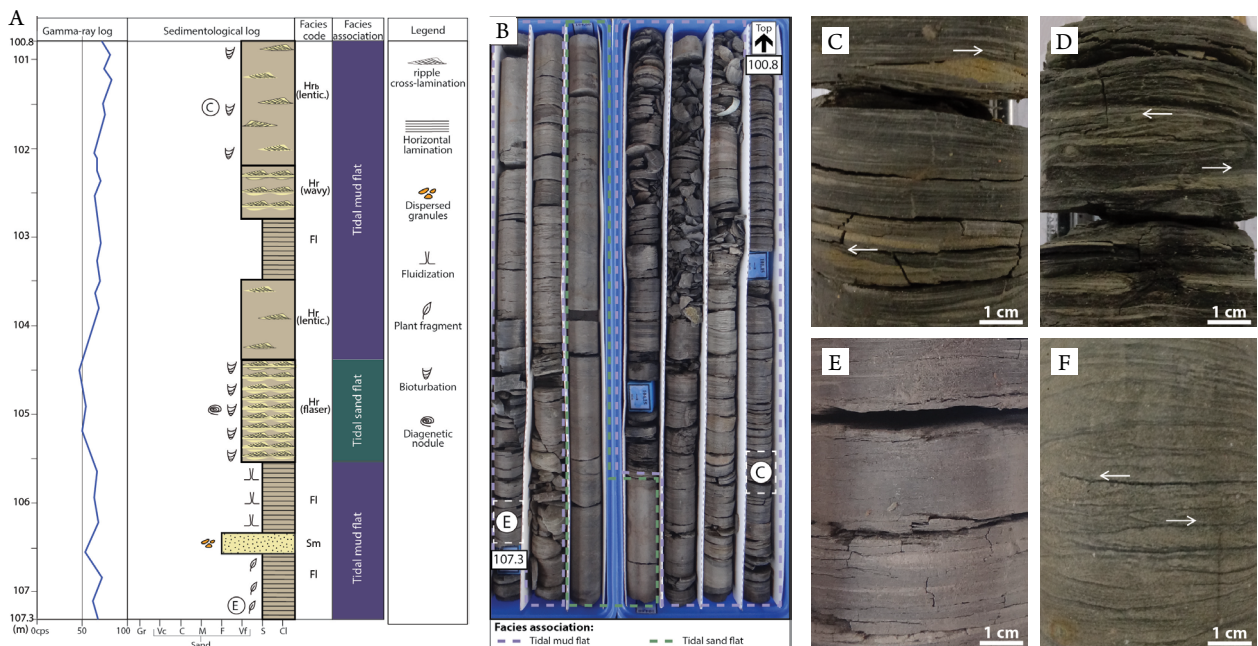 A
Gamma-ray log
Sedimentological log
Facies
code
Facies
association
Legend
100.8
101
102
103
104
105
106
107
107.3
(m)
0cps
50
100
Gr
Vc
C
M
F
Vf
S
Cl
Sand
C
E
Hrb
(lentic.)
Hr
(wavy)
Fl
Hr
(lentic.)
Hr
(flaser)
Fl
Sm
Fl
Tidal mud flat
Tidal sand flat
Tidal mud flat
ripple
cross-lamination
Horizontal
lamination
Dispersed
granules
Fluidization
Plant fragment
Bioturbation
Diagenetic
nodule
B
Top
100.8
C
E
107.3
Facies association:
Tidal mud flat
Tidal sand flat
C
1 cm
D
1 cm
E
1 cm
F
1 cm